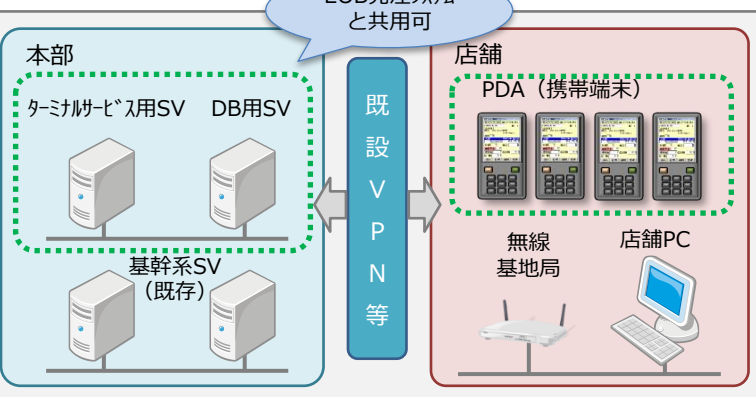 と共用可
本部
ﾀｰﾐﾅﾙｻｰﾋﾞｽ用SV
DB用SV
基幹系SV
（既存）
既
設
V
P
N
等
店舗
PDA（携帯端末）
無線
基地局
店舗PC